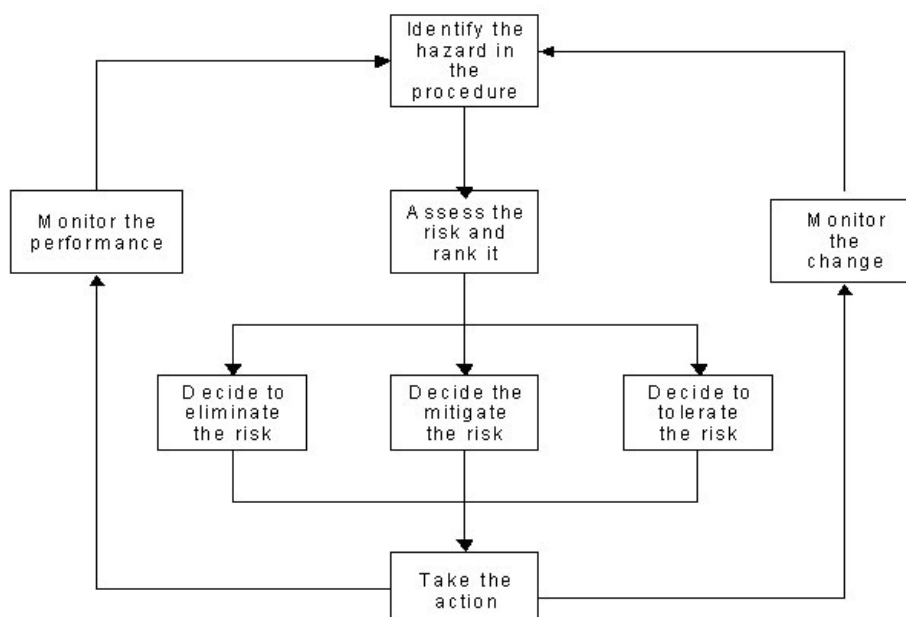 Identify the
hazard in
the
procedure
Monitor the
performance
Assess the
risk and
rank it
Monitor
the
change
Decide to
eliminate
the risk
Decide the
mitigate
the risk
Decide to
tolerate
the risk
Take the
action